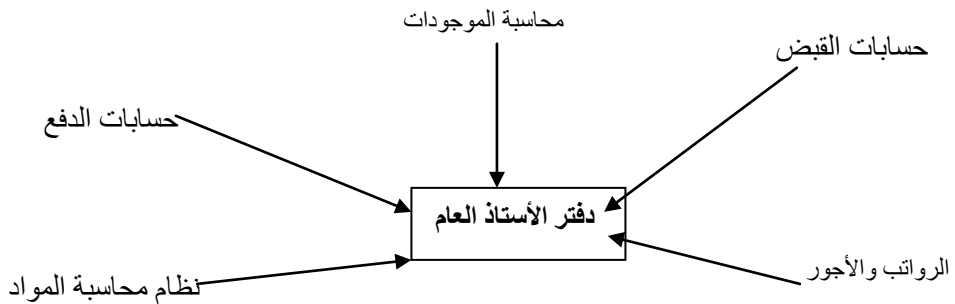 محاسبة الموجودات
حسابات القبض
حسابات الدفع
دفتر الأستاذ العام
الرواتب والأجور
نظام محاسبة المواد